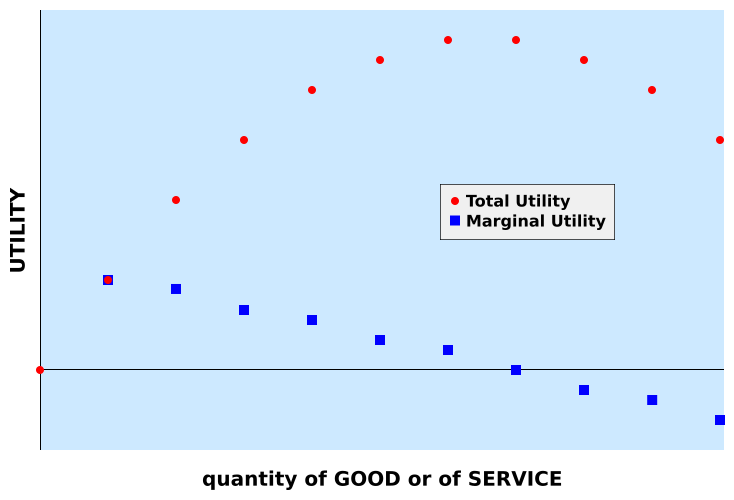 UTILITY
Total Utility
Marginal Utility
quantity of GOOD or of SERVICE